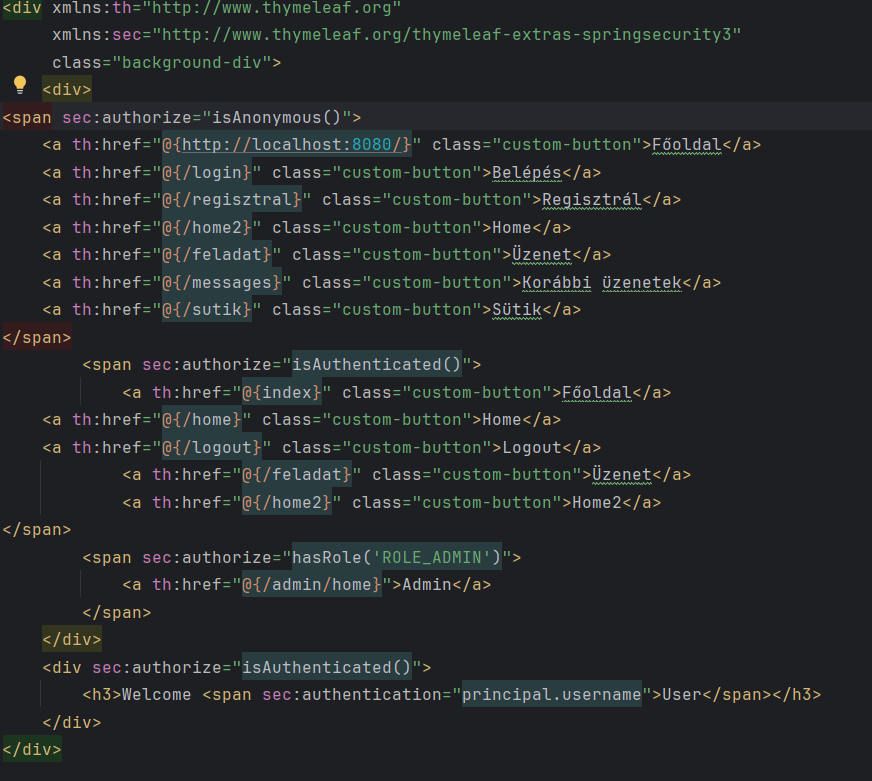 <div xmlns:th="http://www.thymeleaf.org"
     xmlns:sec="http://www.thymeleaf.org/thymeleaf-extras-springsecurity3"
     class="background-div">
    <div>
<span sec:authorize="isAnonymous()">
    <a th:href="@{http://localhost:8080/}" class="custom-button">Főoldal</a>
    <a th:href="@{/login}" class="custom-button">Belépés</a>
    <a th:href="@{/regisztral}" class="custom-button">Regisztrál</a>
    <a th:href="@{/home2}" class="custom-button">Home</a>
    <a th:href="@{/feladat}" class="custom-button">Üzenet</a>
    <a th:href="@{/messages}" class="custom-button">Korábbi üzenetek</a>
    <a th:href="@{/sutik}" class="custom-button">Sütik</a>
</span>
        <span sec:authorize="isAuthenticated()">
            <a th:href="@{index}" class="custom-button">Főoldal</a>
    <a th:href="@{/home}" class="custom-button">Home</a>
    <a th:href="@{/logout}" class="custom-button">Logout</a>
            <a th:href="@{/feladat}" class="custom-button">Üzenet</a>
            <a th:href="@{/home2}" class="custom-button">Home2</a>
</span>
        <span sec:authorize="hasRole('ROLE_ADMIN')">
            <a th:href="@{/admin/home}">Admin</a>
        </span>
    </div>
    <div sec:authorize="isAuthenticated()">
        <h3>Welcome <span sec:authentication="principal.username">User</span></h3>
    </div>
</div>